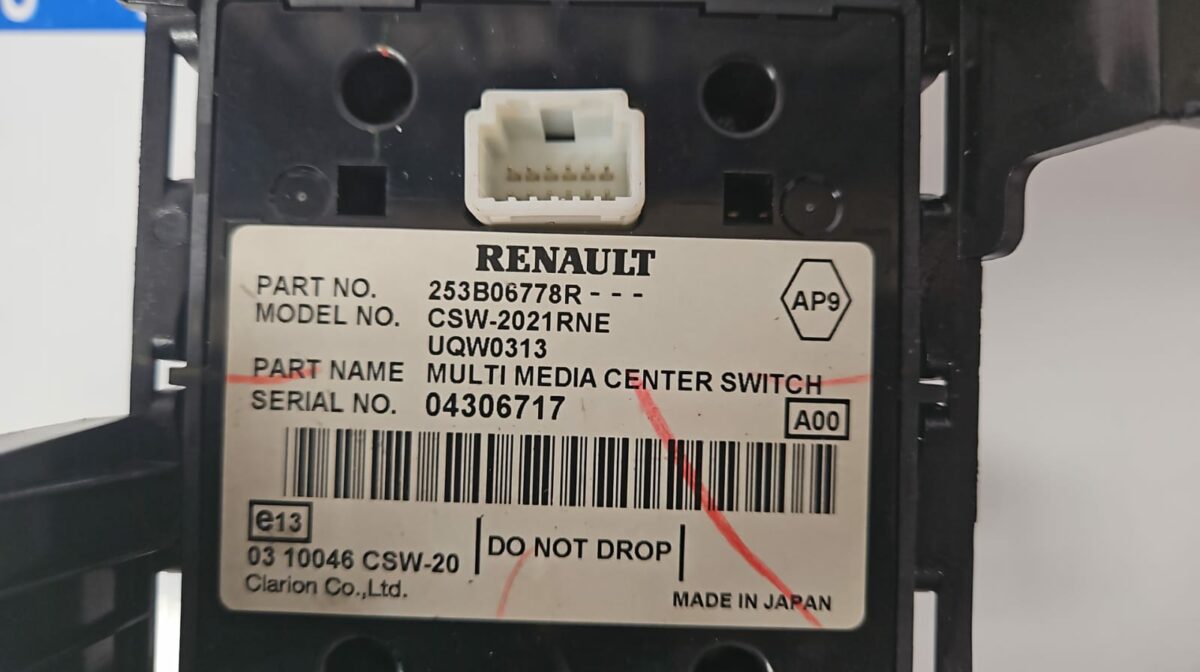 RENAULT
PART NO. 253B06778R - - -
AP9
MODEL NO. CSW-2021RNE
UQW0313
PART NAME MULTI MEDIA CENTER SWITCH
SERIAL NO. 04306717
A00
e13
03 10046 CSW-20
DO NOT DROP
Clarion Co.,Ltd.
MADE IN JAPAN